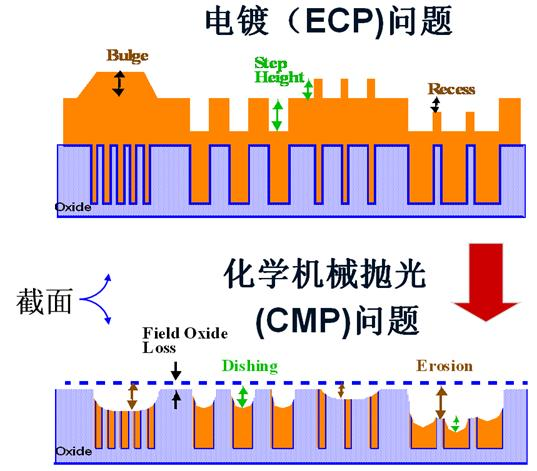 电镀（ECP)问题
Bulge
Step
Height
Recess
Oxide
化学机械抛光
(CMP)问题
截面
Field Oxide
Loss
Dishing
Erosion
Oxide